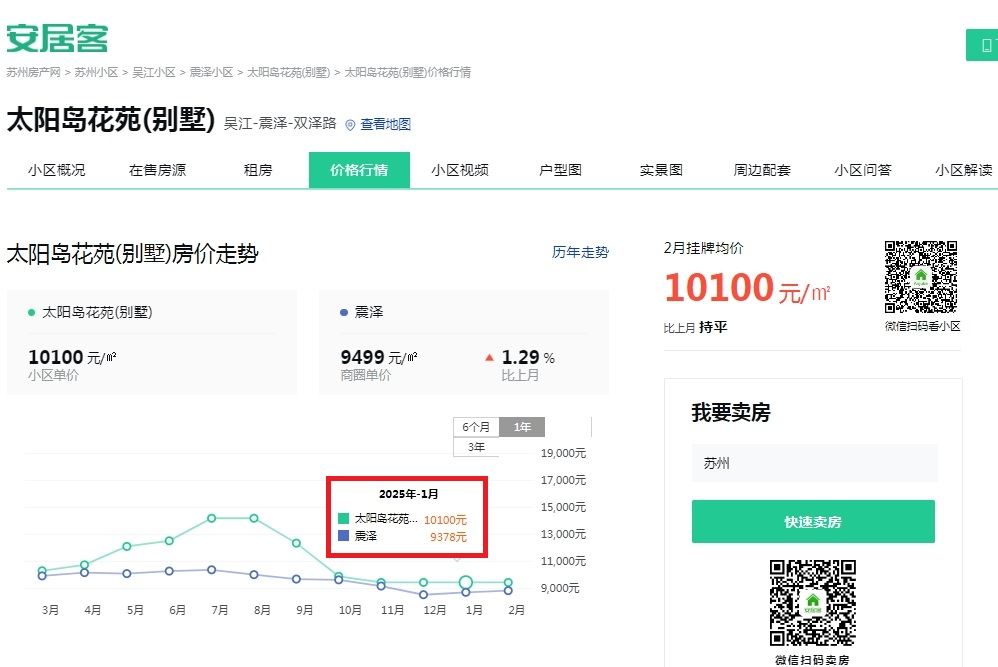 安居客
苏州房产网 > 苏州小区 > 吴江小区 > 震泽小区 > 太阳岛花苑(别墅) > 太阳岛花苑(别墅)价格行情
太阳岛花苑(别墅) 吴江-震泽-双泽路 查看地图
小区概况 在售房源 租房 价格行情 小区视频 户型图 实景图 周边配套 小区问答 小区解读
太阳岛花苑(别墅)房价走势 历年走势
太阳岛花苑(别墅)
10100 元/㎡
小区单价
震泽
9499 元/㎡ 1.29 %
商圈单价 比上月
6个月 1年
3年
19,000元
17,000元
15,000元
13,000元
11,000元
9,000元
2025年-1月
太阳岛花苑... 10100元
震泽 9378元
3月 4月 5月 6月 7月 8月 9月 10月 11月 12月 1月 2月
2月挂牌均价
10100 元/㎡
比上月 持平
微信扫码看小区
我要卖房
苏州
快速卖房
安居客
微信扫码卖房